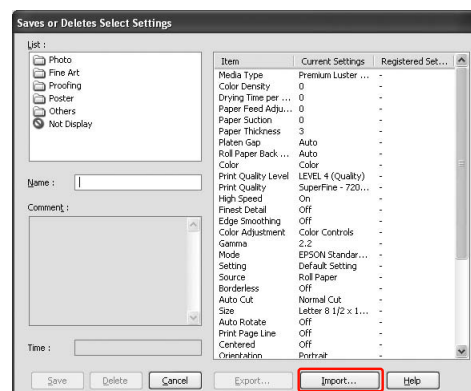 Saves or Deletes Select Settings
List :
Photo
Fine Art
Proofing
Poster
Others
Not Display
Name :
Comment :
Time :
Item Current Settings Registered Set...
Media Type Premium Luster ... -
Color Density 0 -
Drying Time per ... 0 -
Paper Feed Adju... 0 -
Paper Suction 0 -
Paper Thickness 3 -
Platen Gap Auto -
Roll Paper Back ... Auto -
Color Color -
Print Quality Level LEVEL 4 (Quality) -
Print Quality SuperFine - 720... -
High Speed On -
Finest Detail Off -
Edge Smoothing Off -
Color Adjustment Color Controls -
Gamma 2.2 -
Mode EPSON Standar... -
Setting Default Setting -
Source Roll Paper -
Borderless Off -
Auto Cut Normal Cut -
Size Letter 8 1/2 x 1... -
Auto Rotate Off -
Print Page Line Off -
Centered Off -
Orientation Portrait -
Save Delete Cancel Export... Import... Help